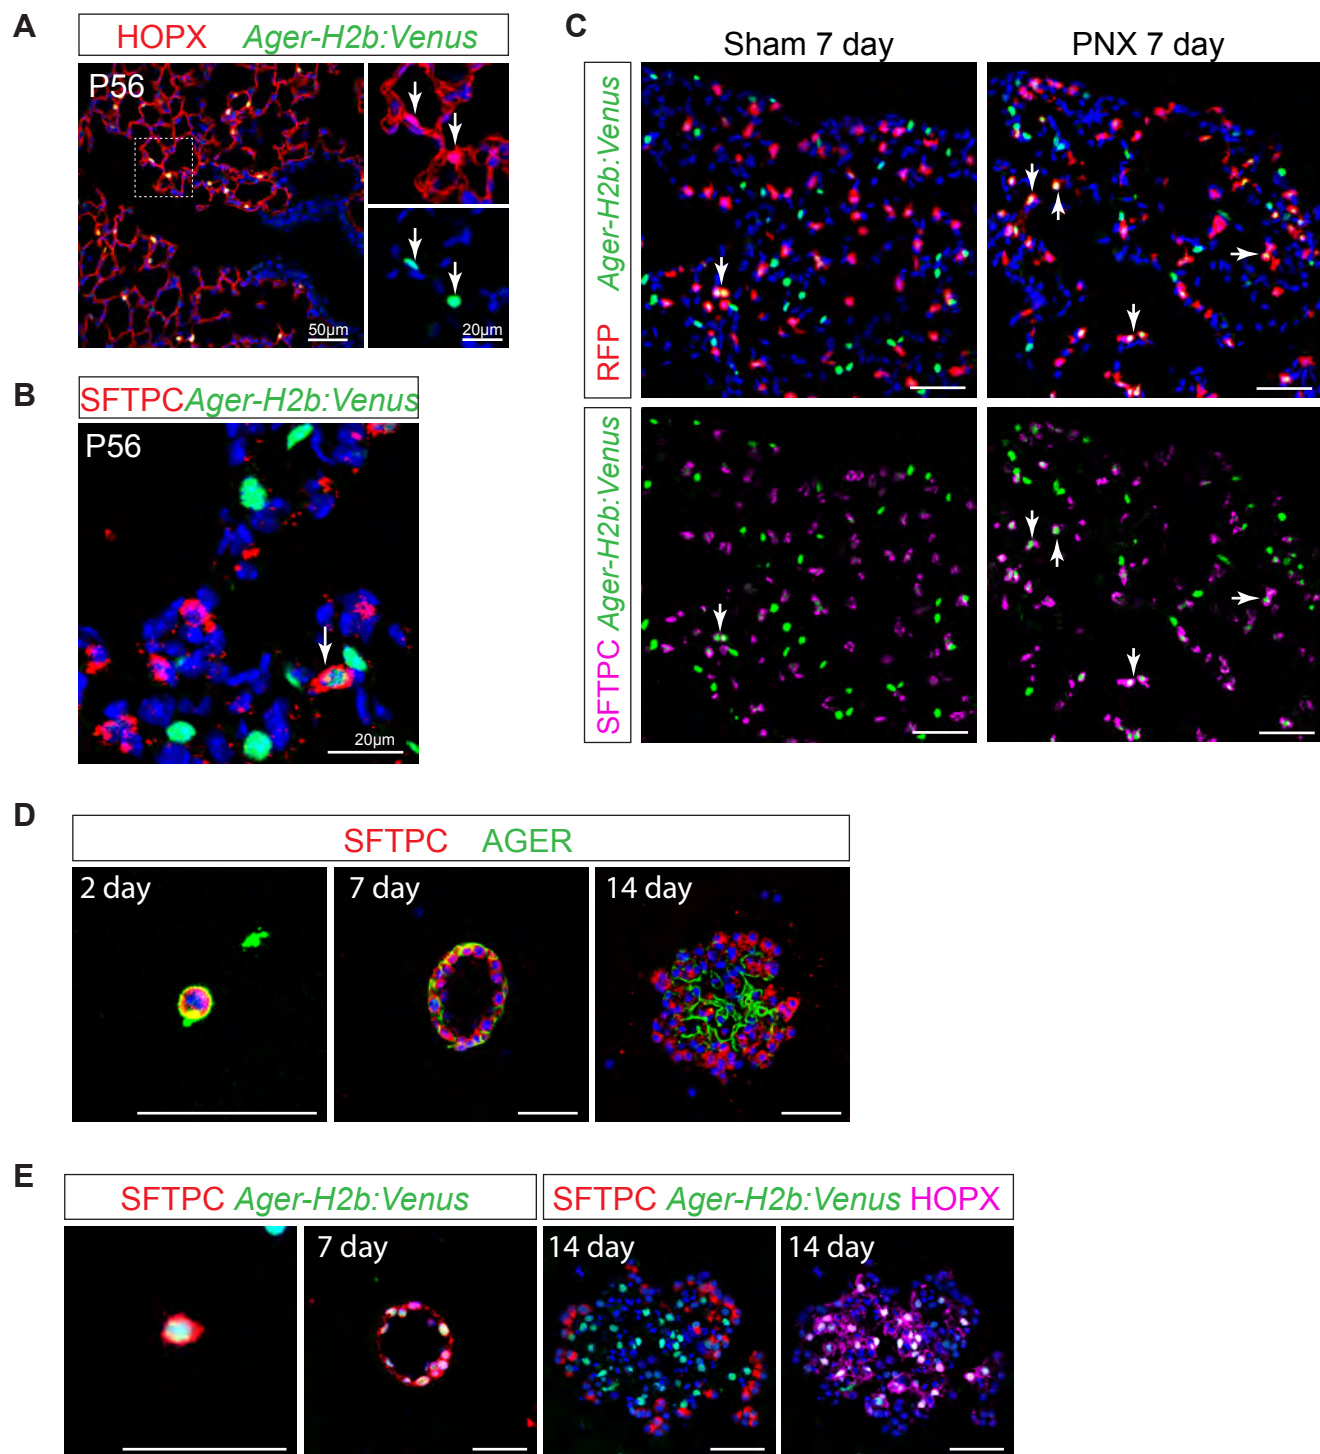 A
HOPX Ager-H2b:Venus
P56
50µm
20µm
B
SFTPC Ager-H2b:Venus
P56
20µm
C
Sham 7 day
PNX 7 day
RFP Ager-H2b:Venus
SFTPC Ager-H2b:Venus
D
SFTPC AGER
2 day
7 day
14 day
E
SFTPC Ager-H2b:Venus
SFTPC Ager-H2b:Venus HOPX
7 day
14 day
14 day